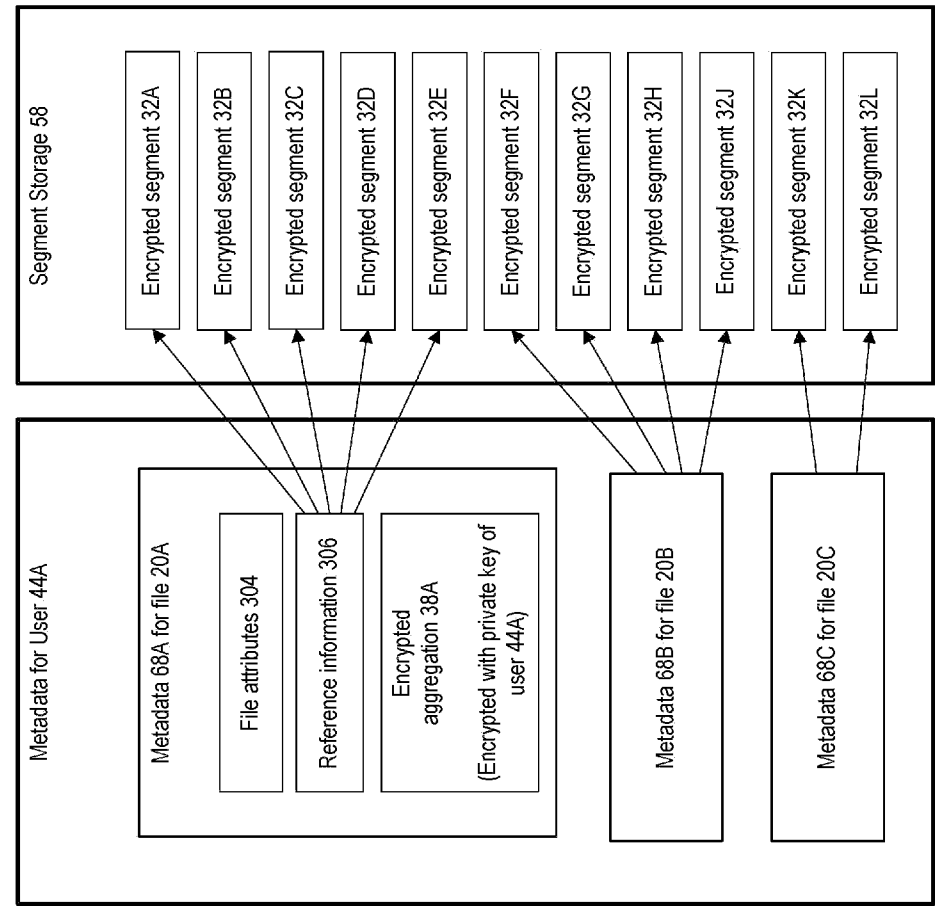 Metadata for User 44A
Metadata 68A for file 20A
File attributes 304
Reference information 306
Encrypted
aggregation 38A
(Encrypted with private key of
user 44A)
Metadata 68B for file 20B
Metadata 68C for file 20C
Segment Storage 58
Encrypted segment 32A
Encrypted segment 32B
Encrypted segment 32C
Encrypted segment 32D
Encrypted segment 32E
Encrypted segment 32F
Encrypted segment 32G
Encrypted segment 32H
Encrypted segment 32J
Encrypted segment 32K
Encrypted segment 32L